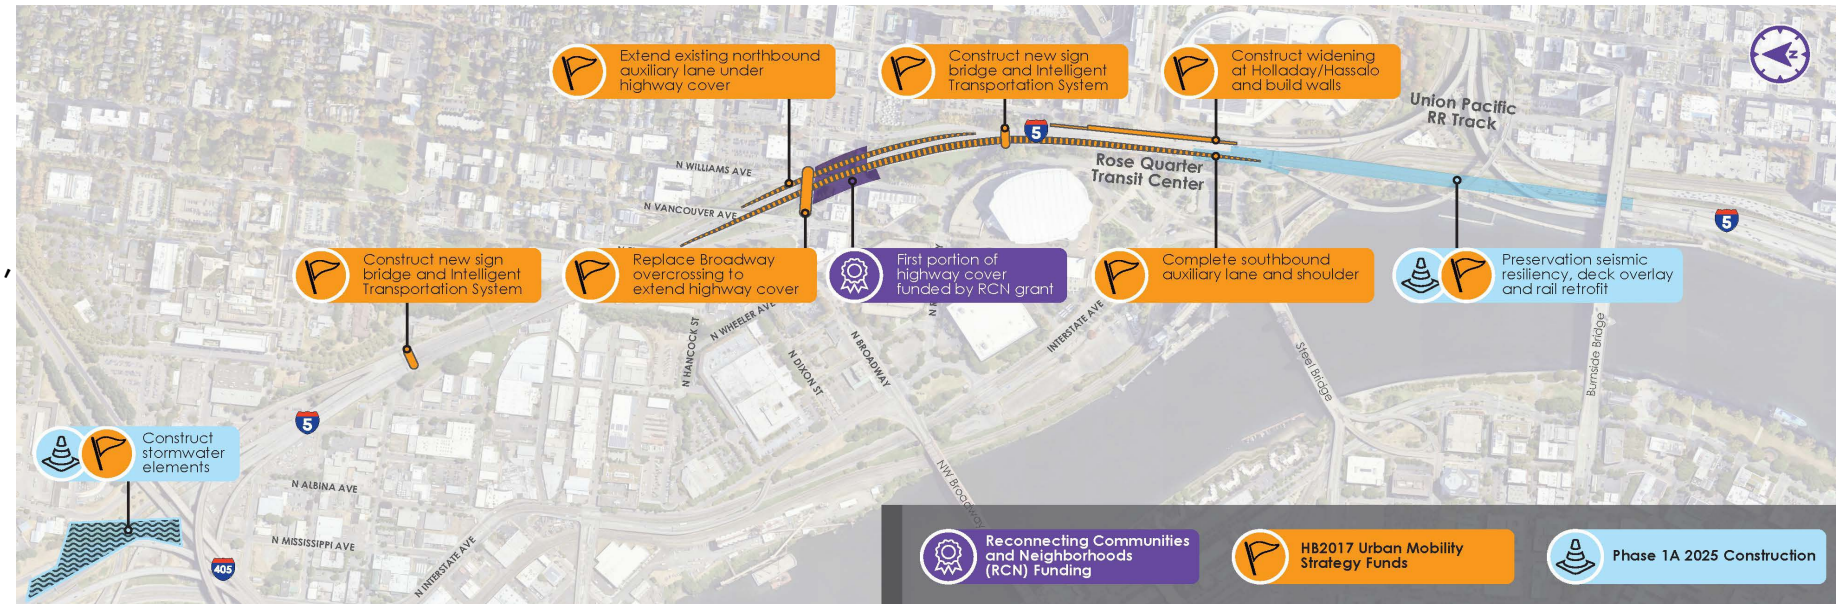 Extend existing northbound
auxiliary lane under
highway cover
Construct new sign
bridge and Intelligent
Transportation System
Construct widening
at Holladay/Hassalo
and build walls
N
Union Pacific
RR Track
5
Rose Quarter
Transit Center
N WILLIAMS AVE
N VANCOUVER AVE
5
Construct new sign
bridge and Intelligent
Transportation System
Replace Broadway
overcrossing to
extend highway cover
First portion of
highway cover
funded by RCN grant
Complete southbound
auxiliary lane and shoulder
Preservation seismic
resiliency, deck overlay
and rail retrofit
N HANCOCK ST
N WHEELER AVE
N DIXON ST
N BROADWAY
INTERSTATE AVE
Steel Bridge
Burnside Bridge
5
Construct
stormwater
elements
N ALBINA AVE
N MISSISSIPPI AVE
N INTERSTATE AVE
405
NW Broadway
Reconnecting Communities
and Neighborhoods
(RCN) Funding
HB2017 Urban Mobility
Strategy Funds
Phase 1A 2025 Construction